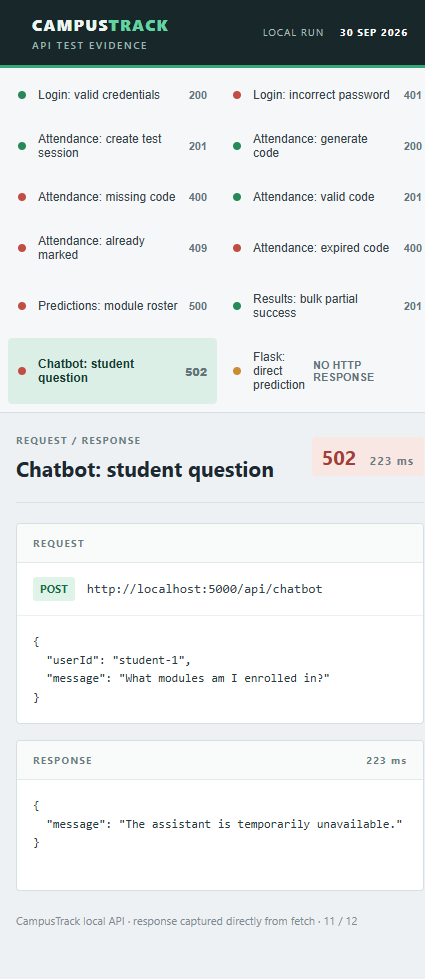 CAMPUSTRACK
API TEST EVIDENCE
LOCAL RUN 30 SEP 2026
Login: valid credentials 200
Login: incorrect password 401
Attendance: create test
session 201
Attendance: generate
code 200
Attendance: missing code 400
Attendance: valid code 201
Attendance: already
marked 409
Attendance: expired code 400
Predictions: module roster 500
Results: bulk partial
success 201
Chatbot: student
question 502
Flask:
direct
prediction
NO HTTP
RESPONSE
REQUEST / RESPONSE
Chatbot: student question
502 223 ms
REQUEST
POST http://localhost:5000/api/chatbot
{
  "userId": "student-1",
  "message": "What modules am I enrolled in?"
}
RESPONSE 223 ms
{
  "message": "The assistant is temporarily unavailable."
}
CampusTrack local API · response captured directly from fetch · 11 / 12